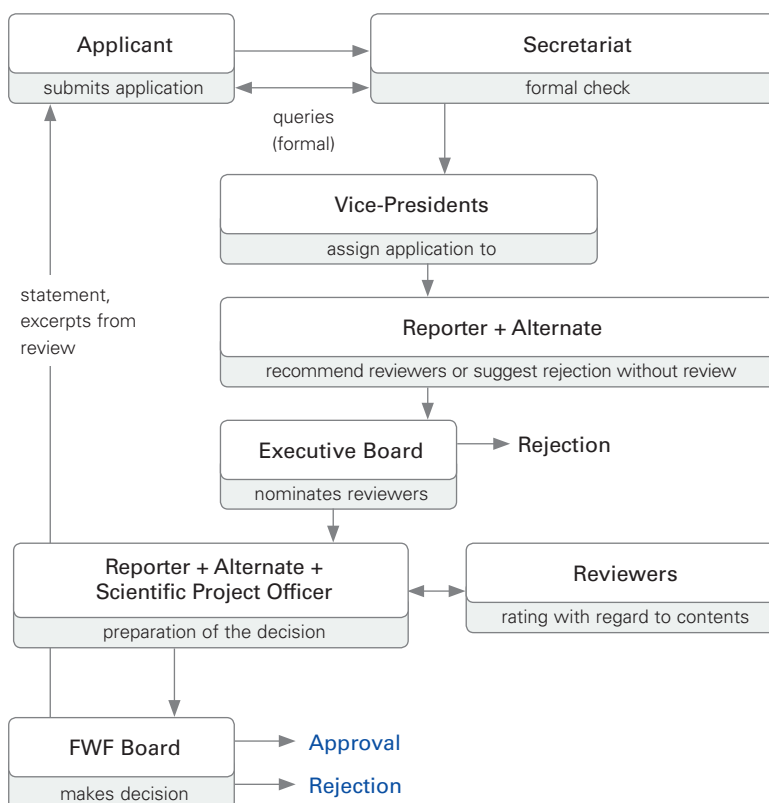 Applicant
submits application
Secretariat
formal check
queries
(formal)
Vice-Presidents
assign application to
statement,
excerpts from
review
Reporter + Alternate
recommend reviewers or suggest rejection without review
Executive Board
nominates reviewers
Rejection
Reporter + Alternate +
Scientific Project Officer
preparation of the decision
Reviewers
rating with regard to contents
FWF Board
makes decision
Approval
Rejection